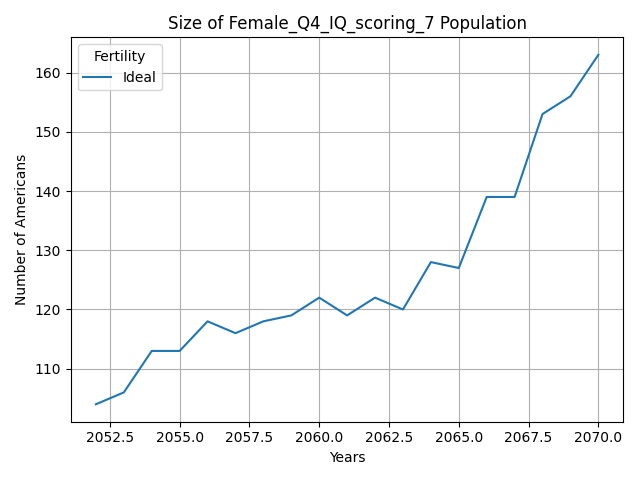 Size of Female_Q4_IQ_scoring_7 Population
Fertility
Ideal
Number of Americans
160
150
140
130
120
110
2052.5 2055.0 2057.5 2060.0 2062.5 2065.0 2067.5 2070.0
Years